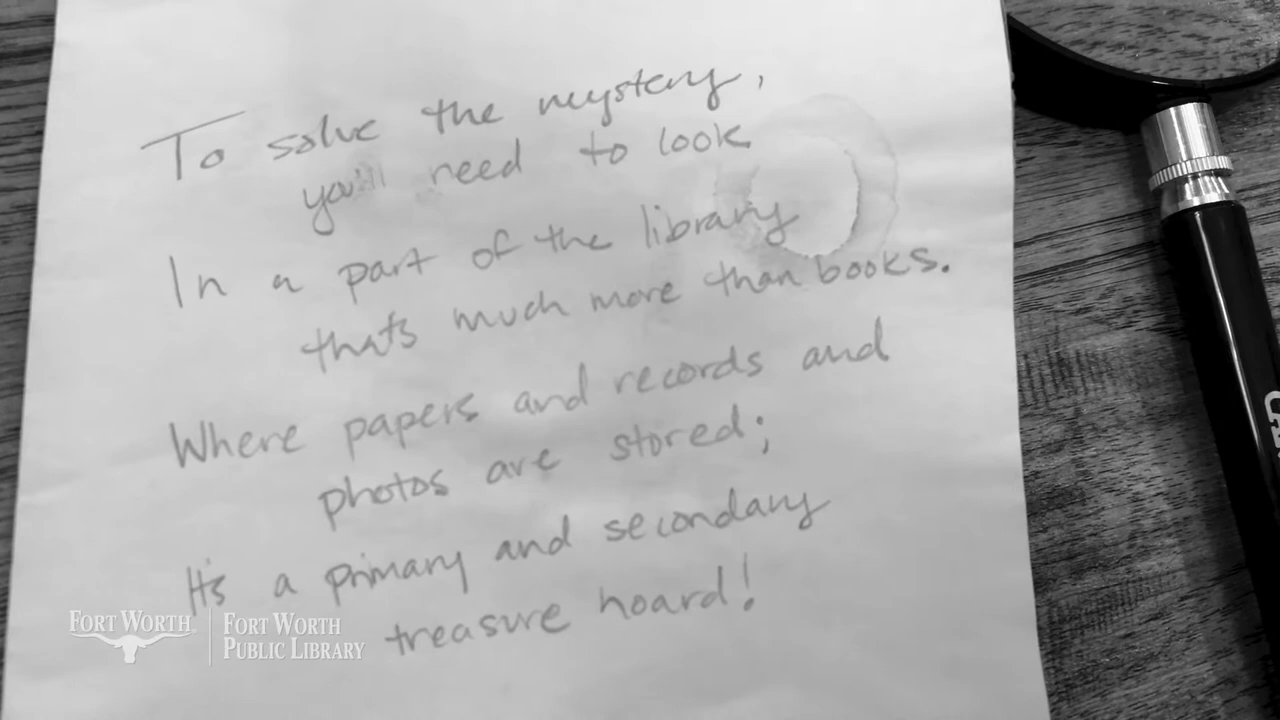 To solve the mystery,
you'll need to look
In a part of the library
that's much more than books.
Where papers and records and
photos are stored;
It's a primary and secondary
treasure hoard!
FORT WORTH
FORT WORTH
PUBLIC LIBRARY